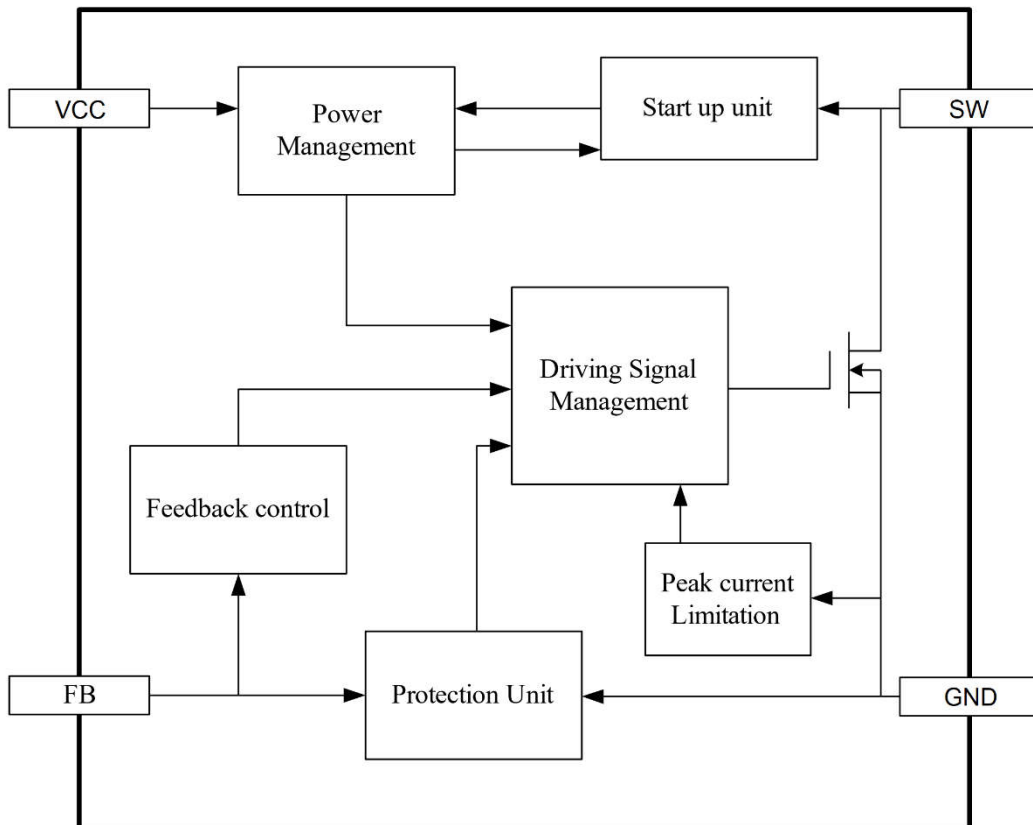 VCC
Power
Management
Start up unit
SW
Driving Signal
Management
Feedback control
Peak current
Limitation
FB
Protection Unit
GND